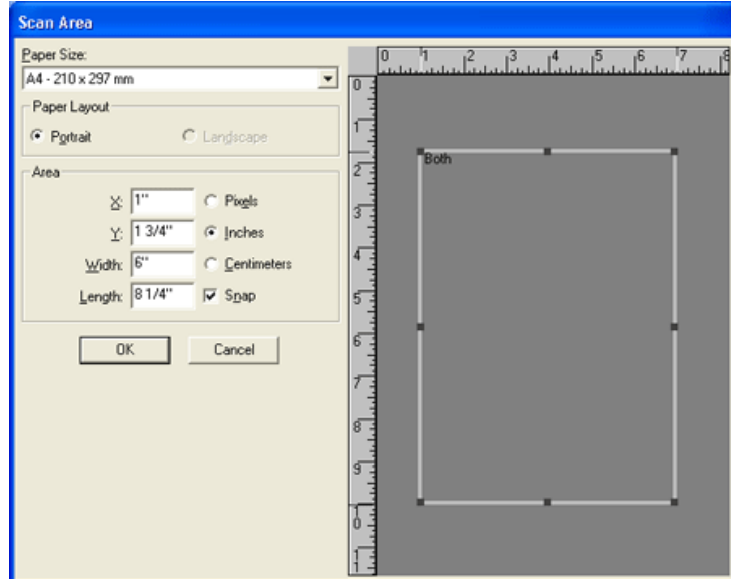 Scan Area
Paper Size:
A4 - 210 x 297 mm
Paper Layout
Portrait
Landscape
Area
X: 1" Pixels
Y: 1 3/4" Inches
Width: 6" Centimeters
Length: 8 1/4" Snap
OK Cancel
0 1 2 3 4 5 6 7 8
0
1
2
3
4
5
6
7
8
9
10
11
Both